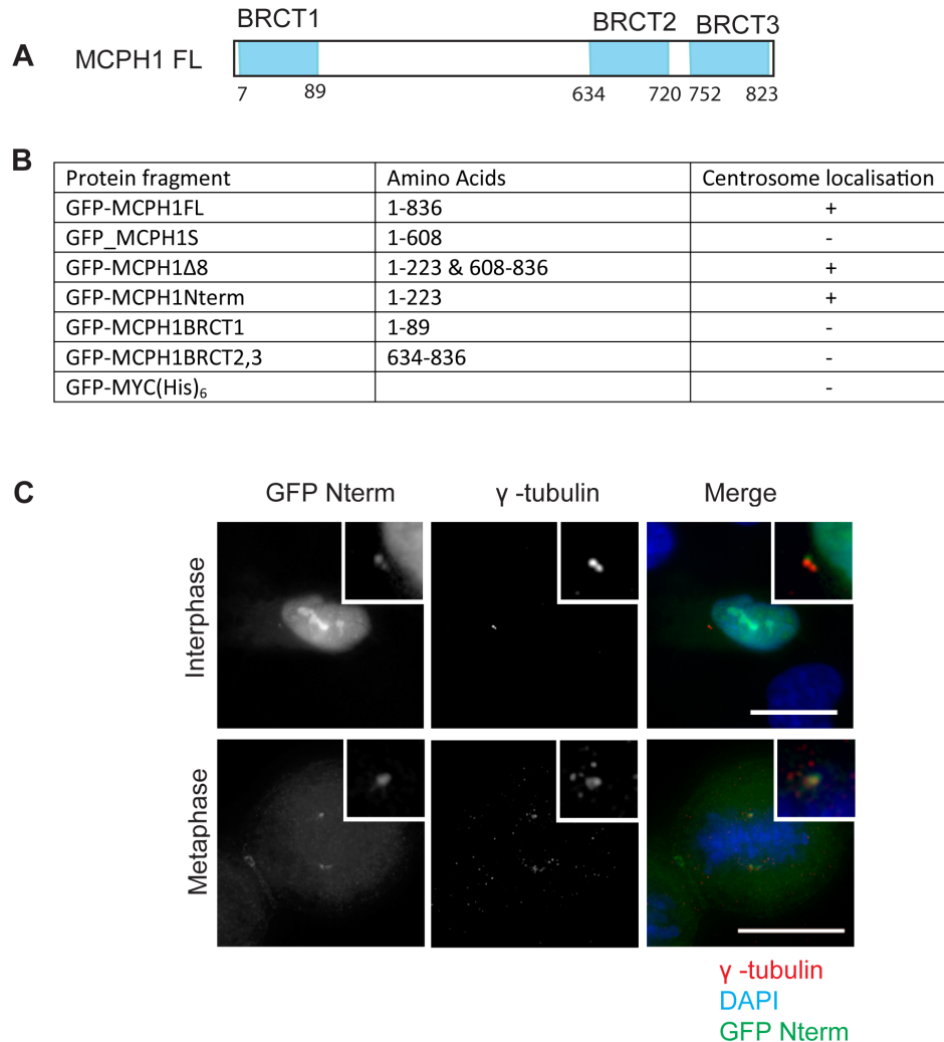 A
MCPH1 FL
BRCT1
BRCT2
BRCT3
7
89
634
720
752
823
B
Protein fragment Amino Acids Centrosome localisation
GFP-MCPH1FL 1-836 +
GFP_MCPH1S 1-608 -
GFP-MCPH1Δ8 1-223 & 608-836 +
GFP-MCPH1Nterm 1-223 +
GFP-MCPH1BRCT1 1-89 -
GFP-MCPH1BRCT2,3 634-836 -
GFP-MYC(His)₆ -
C
GFP Nterm γ -tubulin Merge
Interphase
Metaphase
γ -tubulin
DAPI
GFP Nterm